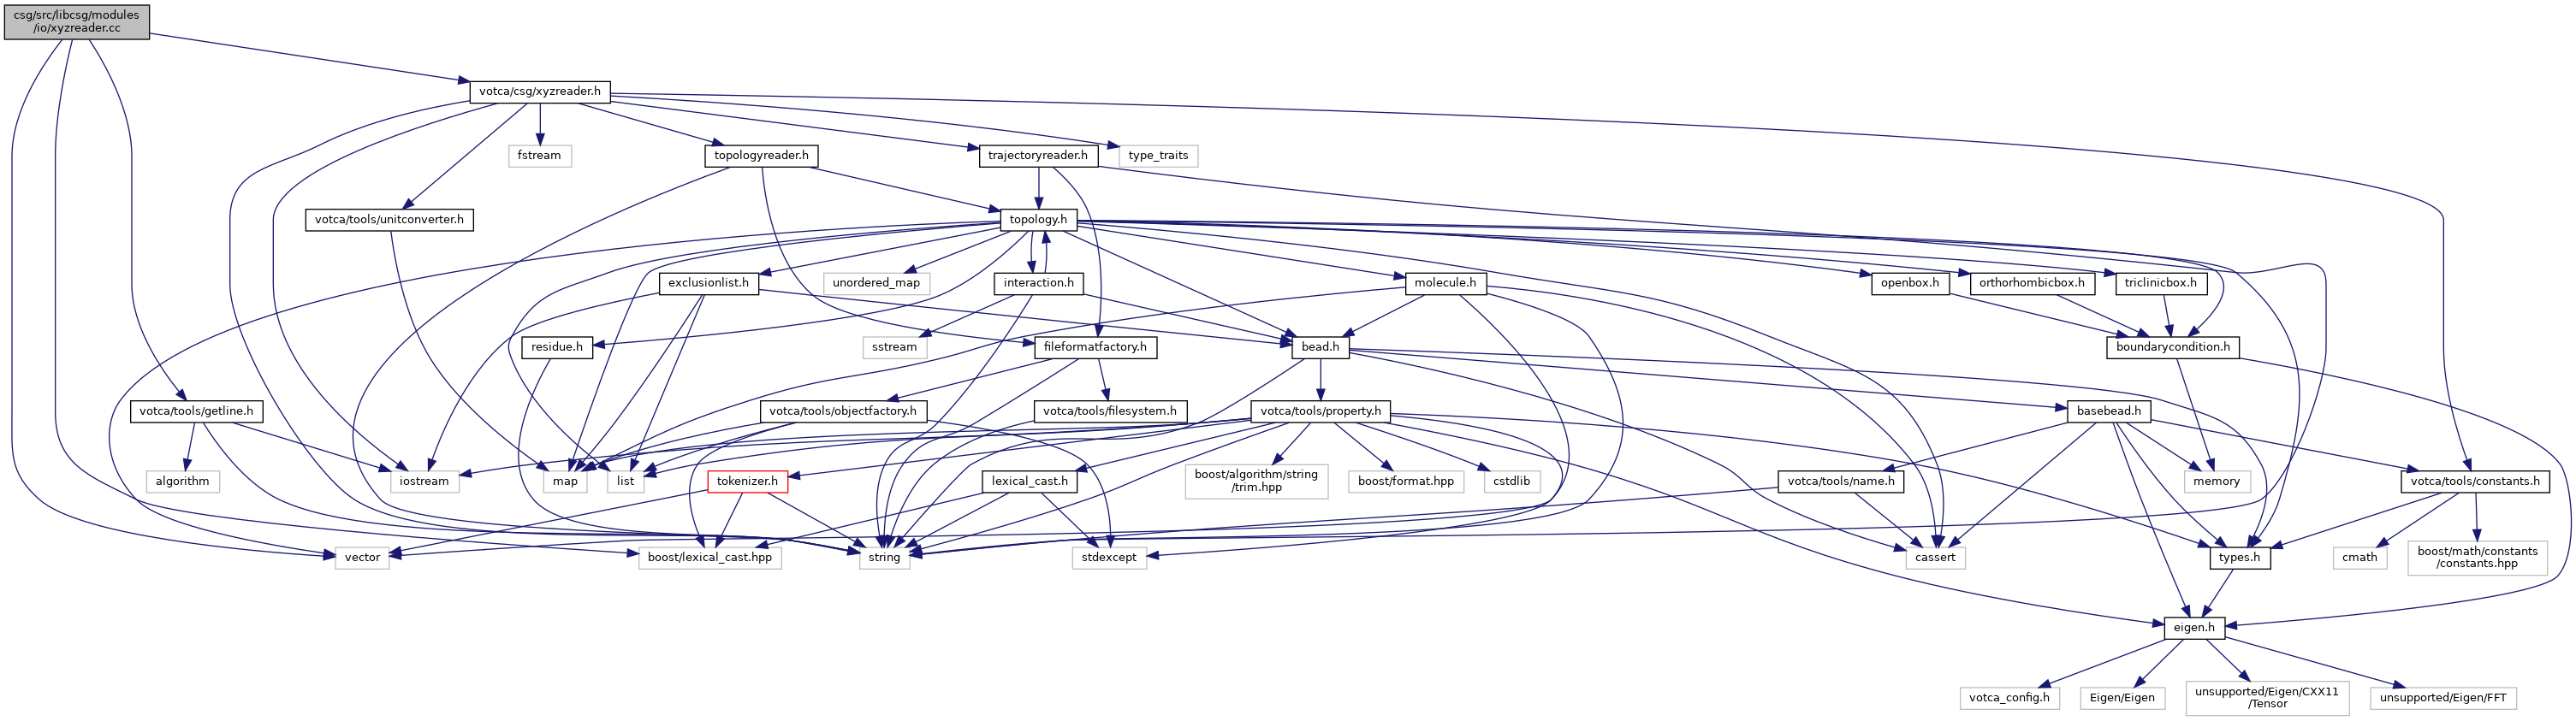 csg/src/libcsg/modules
/io/xyzreader.cc
votca/csg/xyzreader.h
fstream
topologyreader.h
trajectoryreader.h
type_traits
votca/tools/unitconverter.h
topology.h
exclusionlist.h
unordered_map
interaction.h
molecule.h
openbox.h
orthorhombicbox.h
triclinicbox.h
residue.h
sstream
fileformatfactory.h
bead.h
boundarycondition.h
votca/tools/getline.h
votca/tools/objectfactory.h
votca/tools/filesystem.h
votca/tools/property.h
basebead.h
algorithm
iostream
map
list
tokenizer.h
lexical_cast.h
boost/algorithm/string
/trim.hpp
boost/format.hpp
cstdlib
votca/tools/name.h
memory
votca/tools/constants.h
vector
boost/lexical_cast.hpp
string
stdexcept
cassert
types.h
cmath
boost/math/constants
/constants.hpp
eigen.h
votca_config.h
Eigen/Eigen
unsupported/Eigen/CXX11
/Tensor
unsupported/Eigen/FFT